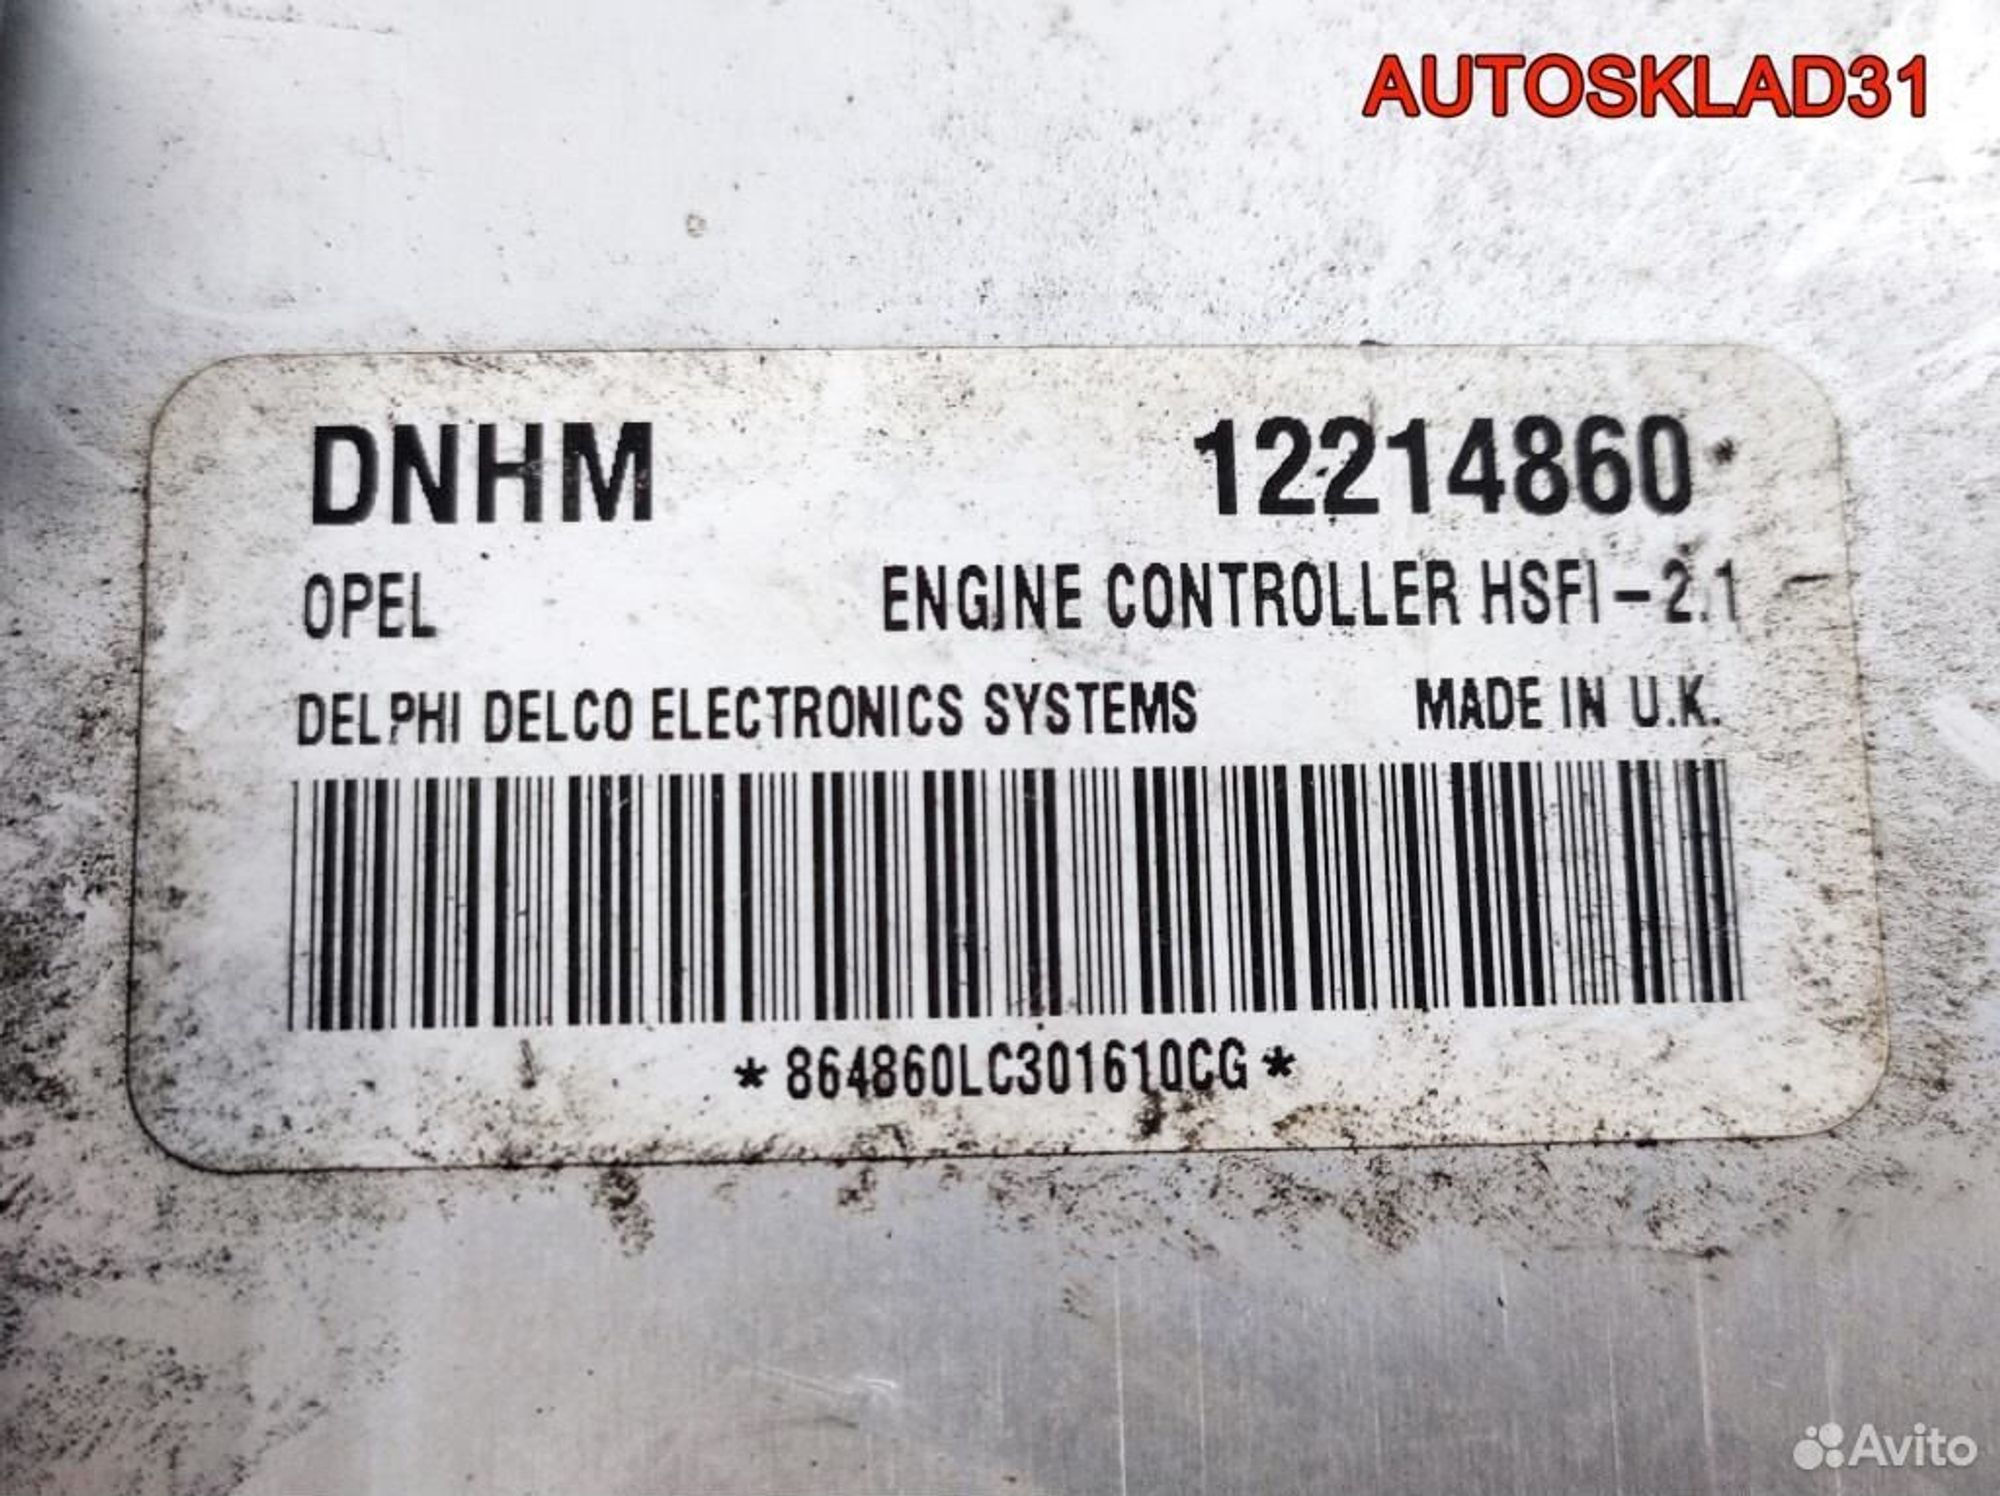 AUTOSKLAD31
DNHM 12214860
OPEL ENGINE CONTROLLER HSFI-2.1
DELPHI DELCO ELECTRONICS SYSTEMS MADE IN U.K.
*864860LC301610CG*
Avito